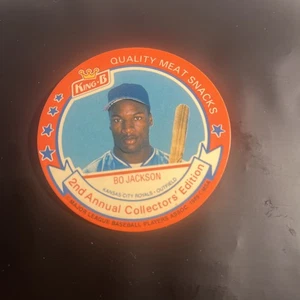 QUALITY MEAT SNACKS
KING-B
BO JACKSON
KANSAS CITY ROYALS - OUTFIELD
2nd Annual Collectors' Edition
MAJOR LEAGUE BASEBALL PLAYERS ASSOC.